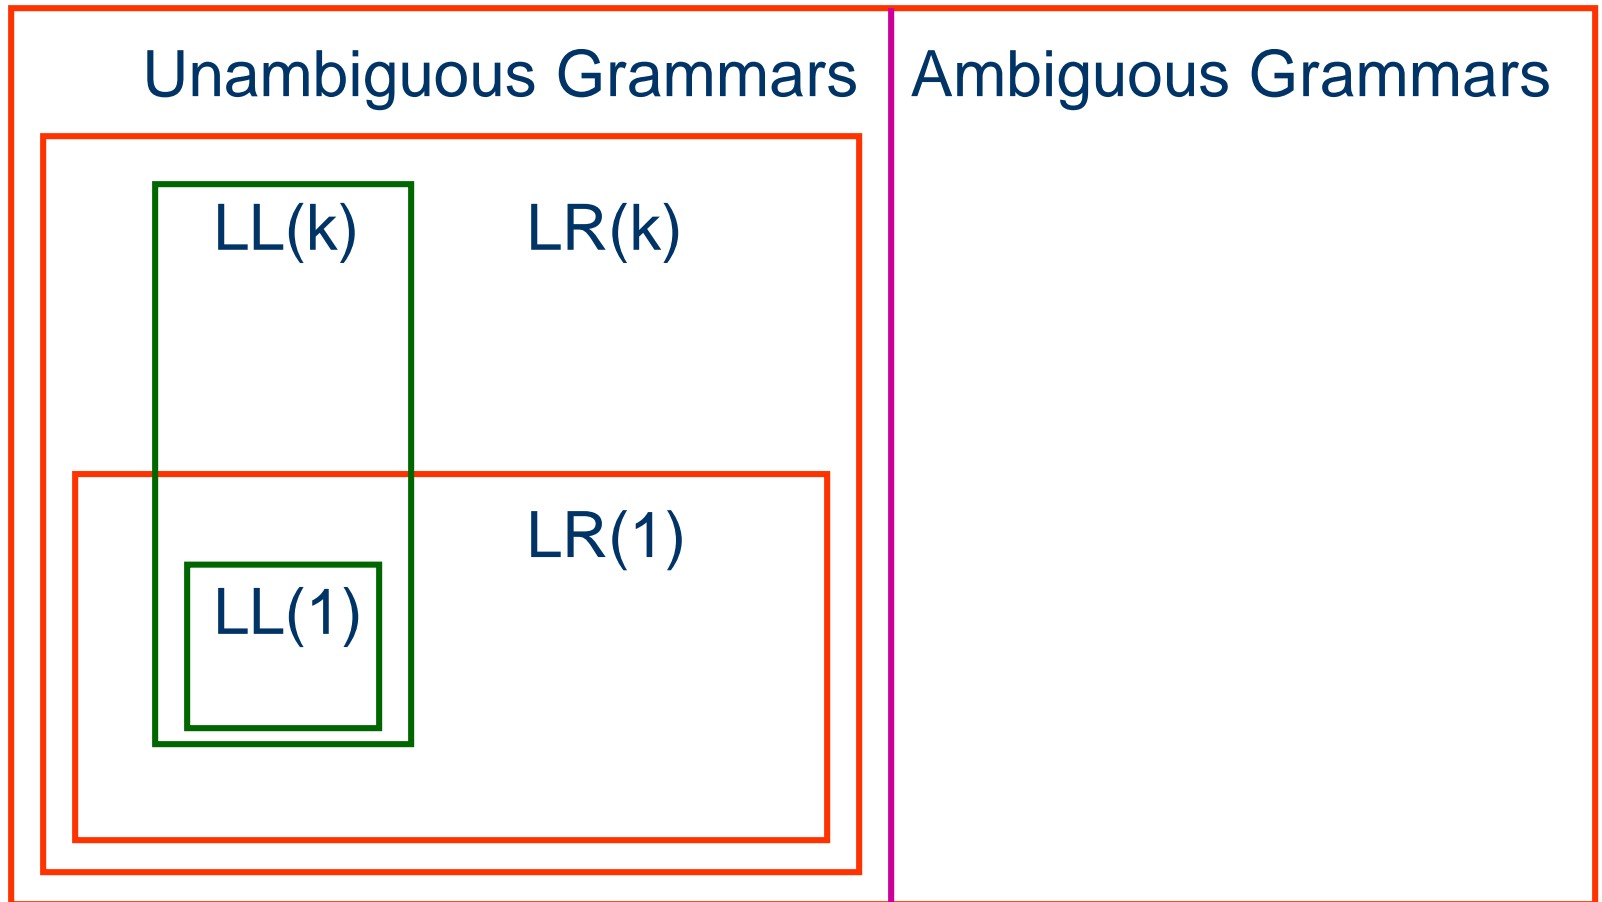 Unambiguous Grammars Ambiguous Grammars
LL(k) LR(k)
LR(1)
LL(1)